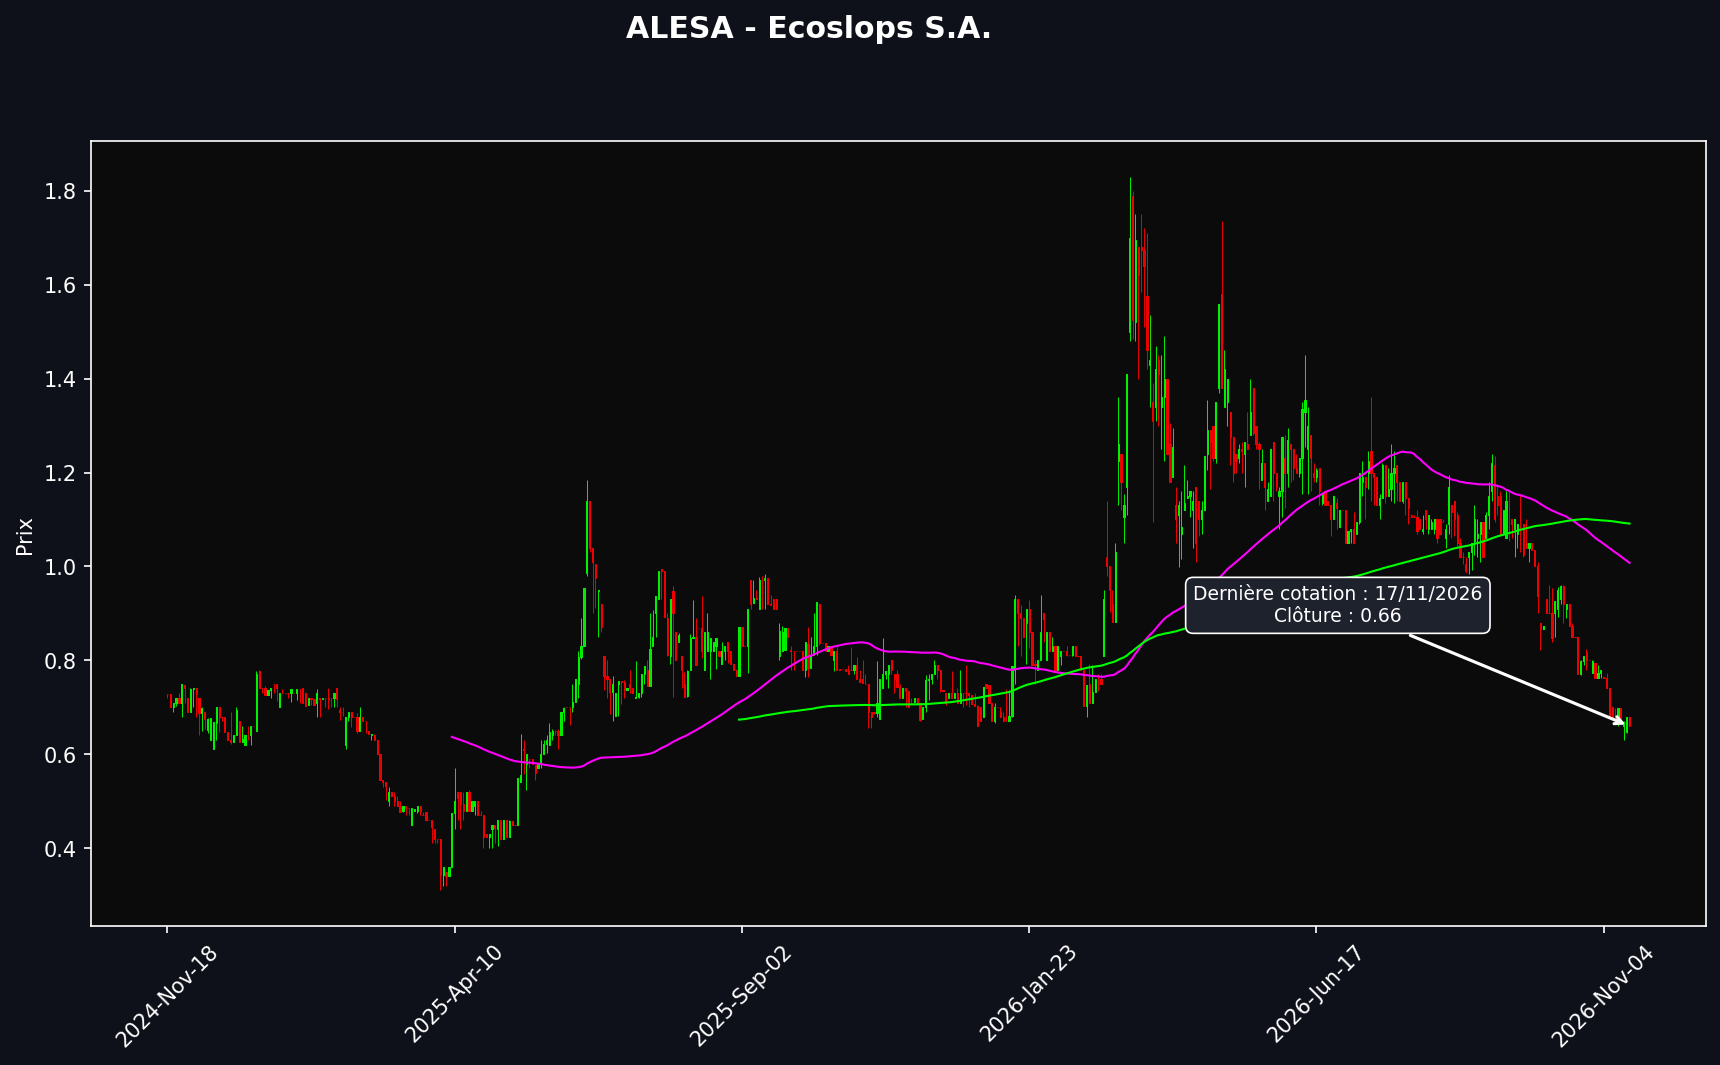 ALESA - Ecoslops S.A.
Prix
1.8
1.6
1.4
1.2
1.0
0.8
0.6
0.4
Dernière cotation : 17/11/2026
Clôture : 0.66
2024-Nov-18
2025-Apr-10
2025-Sep-02
2026-Jan-23
2026-Jun-17
2026-Nov-04